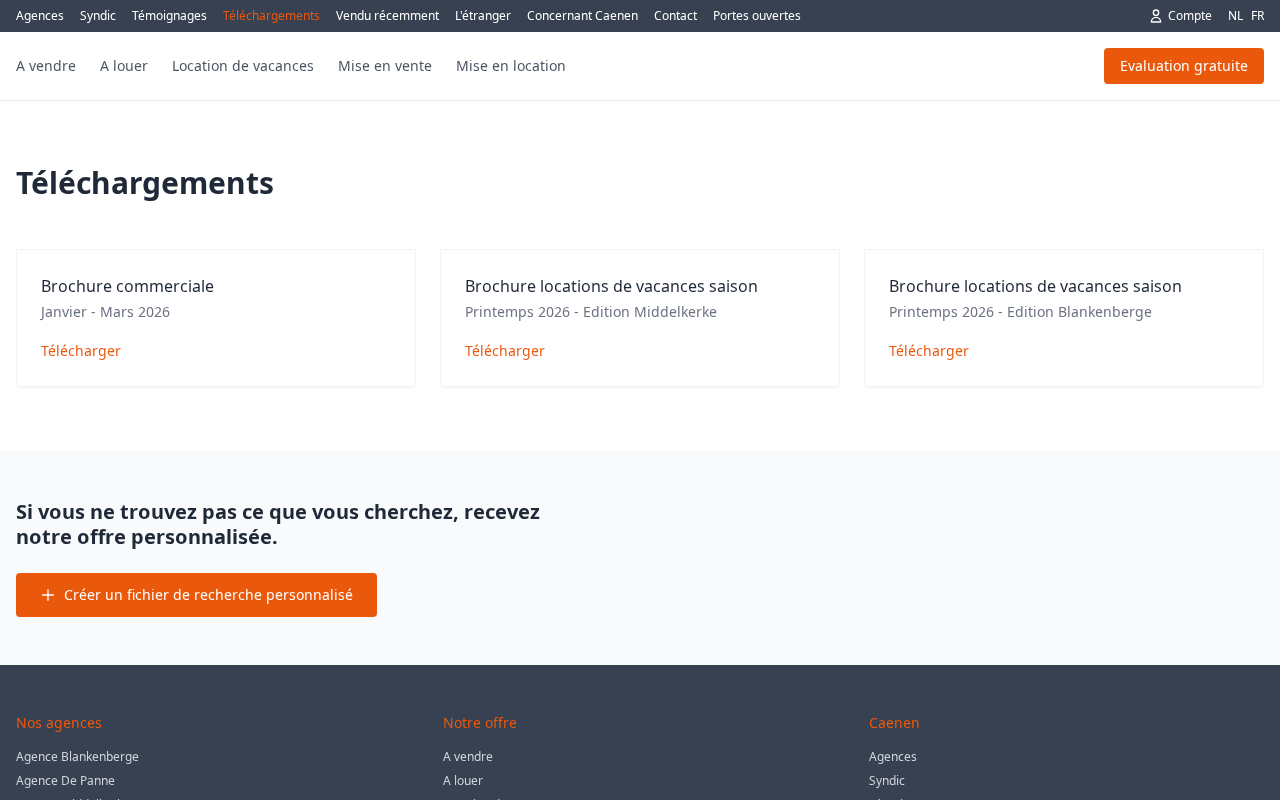 Agences Syndic Témoignages Téléchargements Vendu récemment L'étranger Concernant Caenen Contact Portes ouvertes Compte NL FR
A vendre A louer Location de vacances Mise en vente Mise en location Evaluation gratuite
Téléchargements
Brochure commerciale
Janvier - Mars 2026
Télécharger
Brochure locations de vacances saison
Printemps 2026 - Edition Middelkerke
Télécharger
Brochure locations de vacances saison
Printemps 2026 - Edition Blankenberge
Télécharger
Si vous ne trouvez pas ce que vous cherchez, recevez
notre offre personnalisée.
Créer un fichier de recherche personnalisé
Nos agences
Agence Blankenberge
Agence De Panne
Notre offre
A vendre
A louer
Caenen
Agences
Syndic